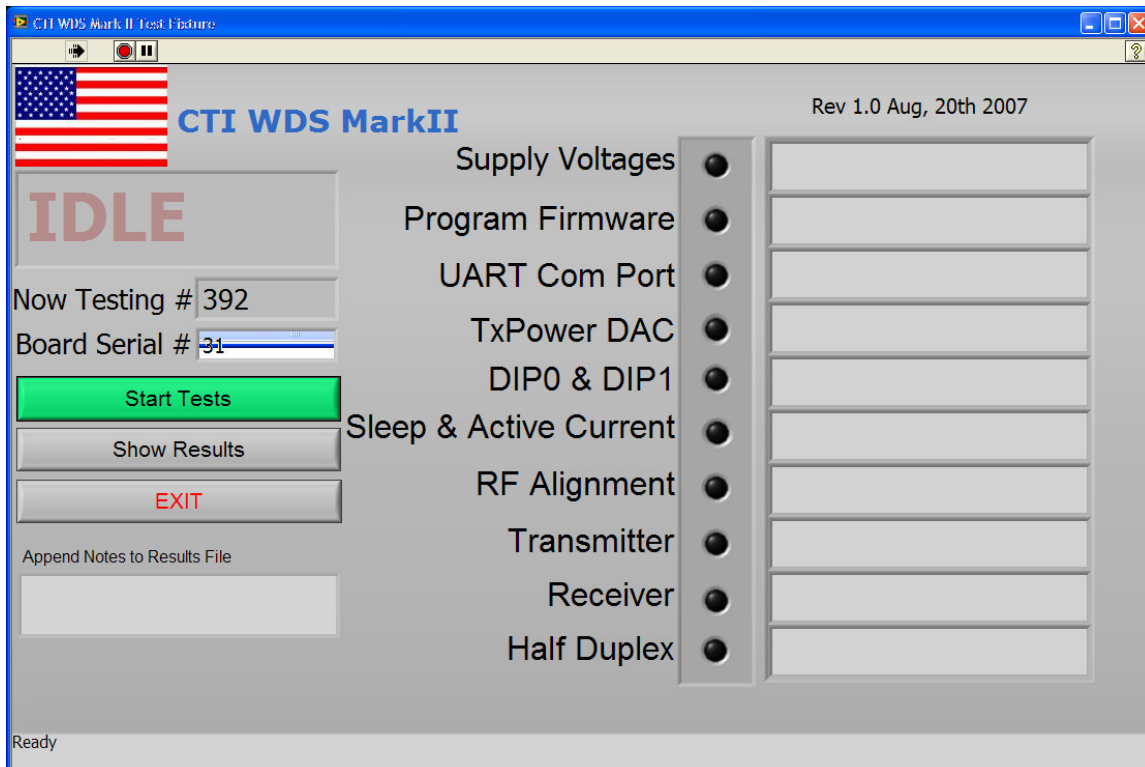 CTI WDS Mark II Test Fixture
CTI WDS MarkII
Rev 1.0 Aug, 20th 2007
IDLE
Now Testing # 392
Board Serial # 31
Start Tests
Show Results
EXIT
Append Notes to Results File
Supply Voltages
Program Firmware
UART Com Port
TxPower DAC
DIP0 & DIP1
Sleep & Active Current
RF Alignment
Transmitter
Receiver
Half Duplex
Ready